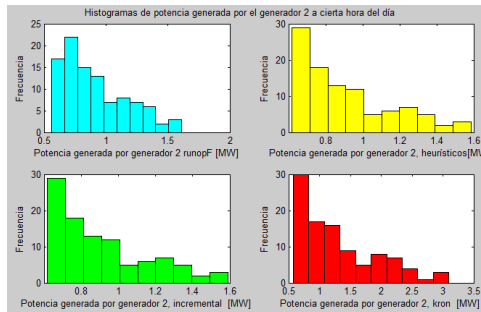 Histogramas de potencia generada por el generador 2 a cierta hora del día
25
20
15
10
5
0
Frecuencia
0.5 1 1.5 2
Potencia generada por generador 2 runopF [MW]
30
20
10
0
Frecuencia
0.8 1 1.2 1.4 1.6
Potencia generada por generador 2, heurísticos[MW]
30
20
10
0
Frecuencia
0.8 1 1.2 1.4 1.6
Potencia generada por generador 2, incremental [MW]
30
20
10
0
Frecuencia
0.5 1 1.5 2 2.5 3 3.5
Potencia generada por generador 2, kron [MW]